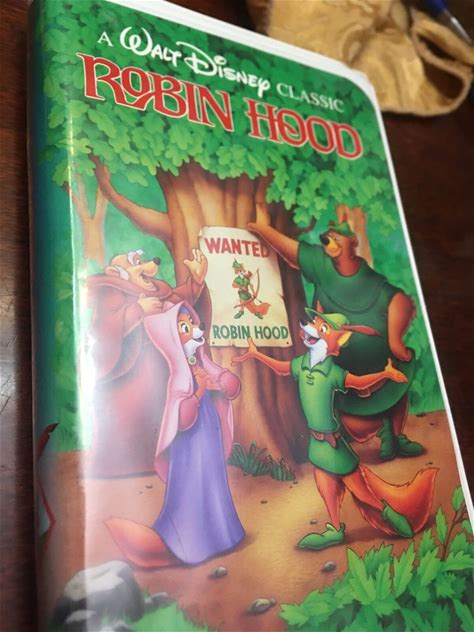 A WALT DISNEY CLASSIC
ROBIN HOOD
WANTED
ROBIN HOOD